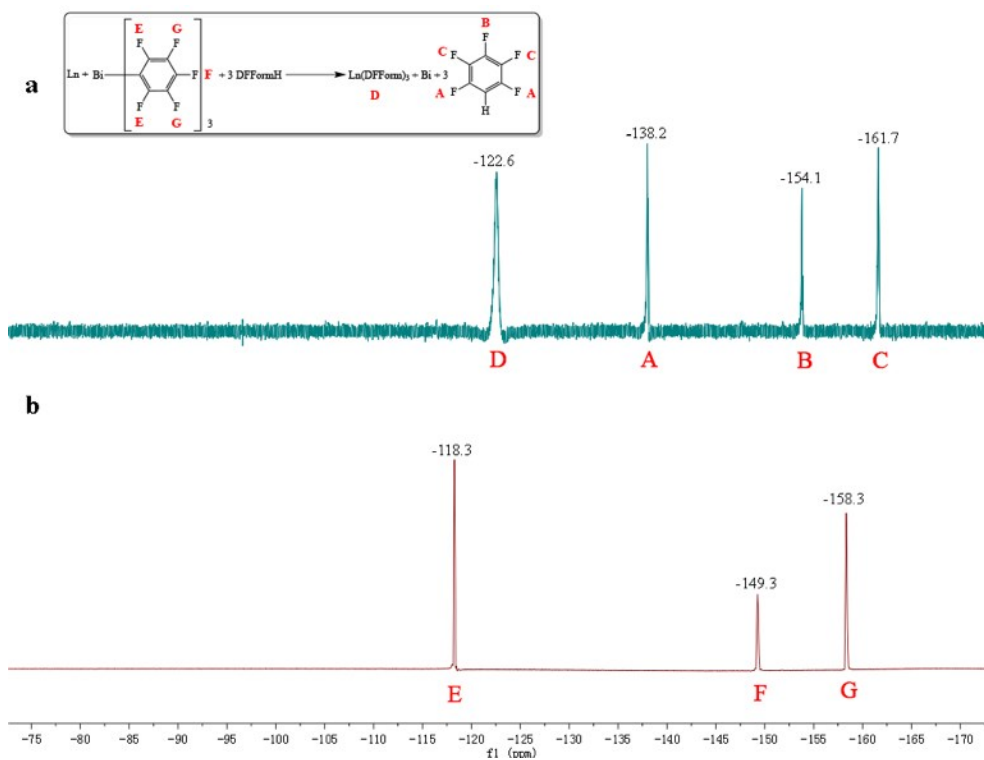 a
E G B
F F F
C F F C
Ln + Bi F F + 3 DFFormH Ln(DFForm)3 + Bi + 3
D A F F A
F F H
E G 3
-122.6 -138.2 -154.1 -161.7
D A B C
b
-118.3 -149.3 -158.3
E F G
-75 -80 -85 -90 -95 -100 -105 -110 -115 -120 -125 -130 -135 -140 -145 -150 -155 -160 -165 -170
f1 (ppm)